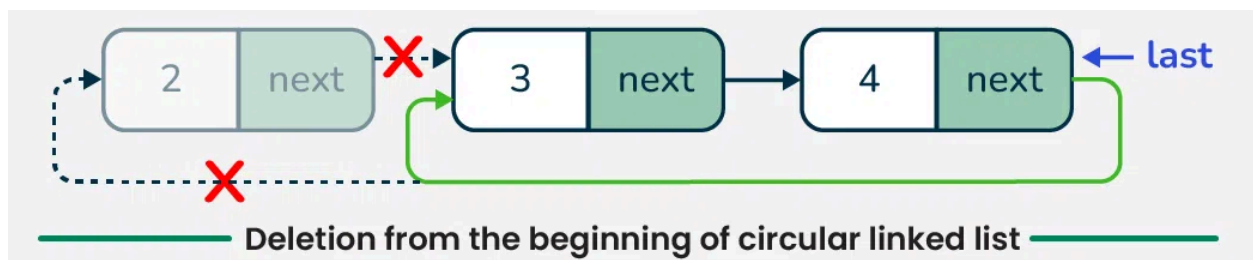 2 next 3 next 4 next last
Deletion from the beginning of circular linked list